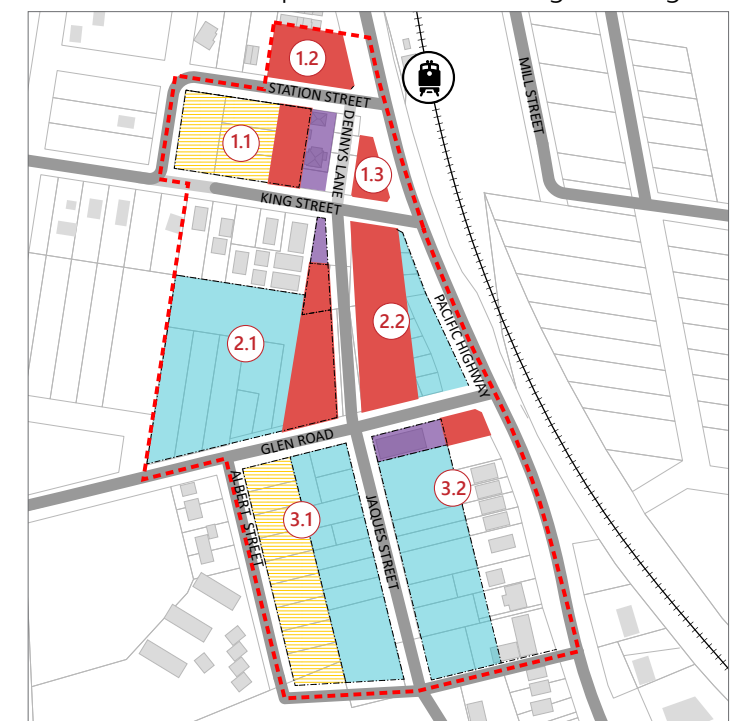 1.2
STATION STREET
MILL STREET
1.1
DENNYS LANE
1.3
KING STREET
2.1
2.2
PACIFIC HIGHWAY
GLEN ROAD
ALBERT STREET
3.1
JAQUES STREET
3.2